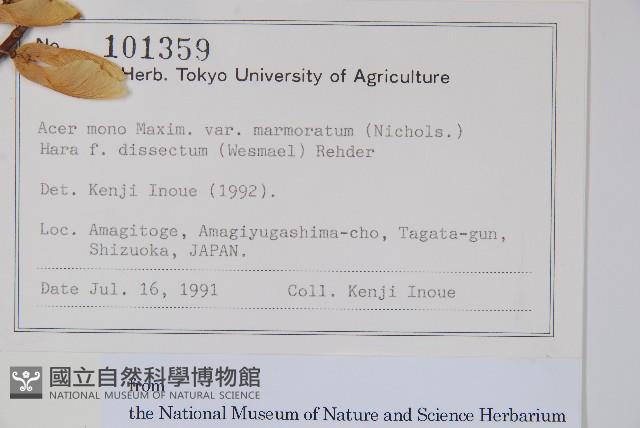 No. 101359
Herb. Tokyo University of Agriculture
Acer mono Maxim. var. marmoratum (Nichols.)
Hara f. dissectum (Wesmael) Rehder
Det. Kenji Inoue (1992).
Loc. Amagitoge, Amagiyugashima-cho, Tagata-gun,
Shizuoka, JAPAN.
Date Jul. 16, 1991 Coll. Kenji Inoue
國立自然科學博物館
NATIONAL MUSEUM OF NATURAL SCIENCE
from
the National Museum of Nature and Science Herbarium